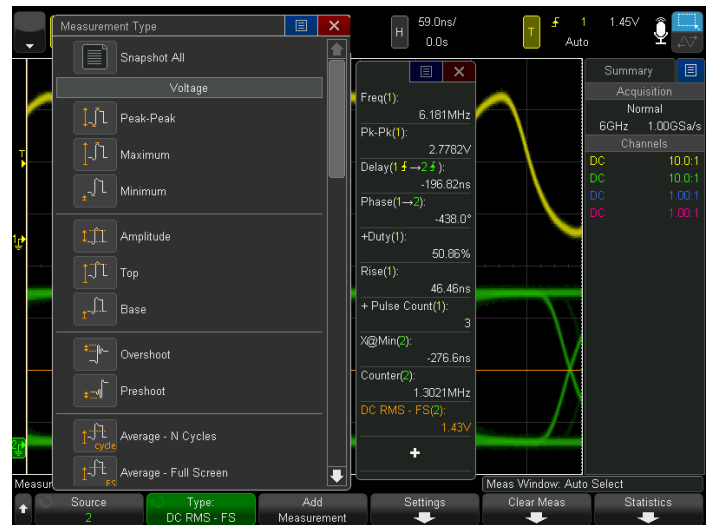 Measurement Type
H
59.0ns/
0.0s
T
1
1.45V
Auto
Snapshot All
Voltage
Peak-Peak
Maximum
Minimum
Amplitude
Top
Base
Overshoot
Preshoot
cycle
Average - N Cycles
FS
Average - Full Screen
Freq(1):
6.181MHz
Pk-Pk(1):
2.7782V
Delay(1→2):
-196.82ns
Phase(1→2):
-438.0°
+Duty(1):
50.86%
Rise(1):
46.46ns
+ Pulse Count(1):
3
X@Min(2):
-276.6ns
Counter(2):
1.3021MHz
DC RMS - FS(2):
1.43V
+
Summary
Acquisition
Normal
6GHz 1.00GSa/s
Channels
DC 10.0:1
DC 10.0:1
DC 1.00:1
DC 1.00:1
T
1
2
Measur
Meas Window: Auto Select
Source
2
Type:
DC RMS - FS
Add
Measurement
Settings
Clear Meas
Statistics